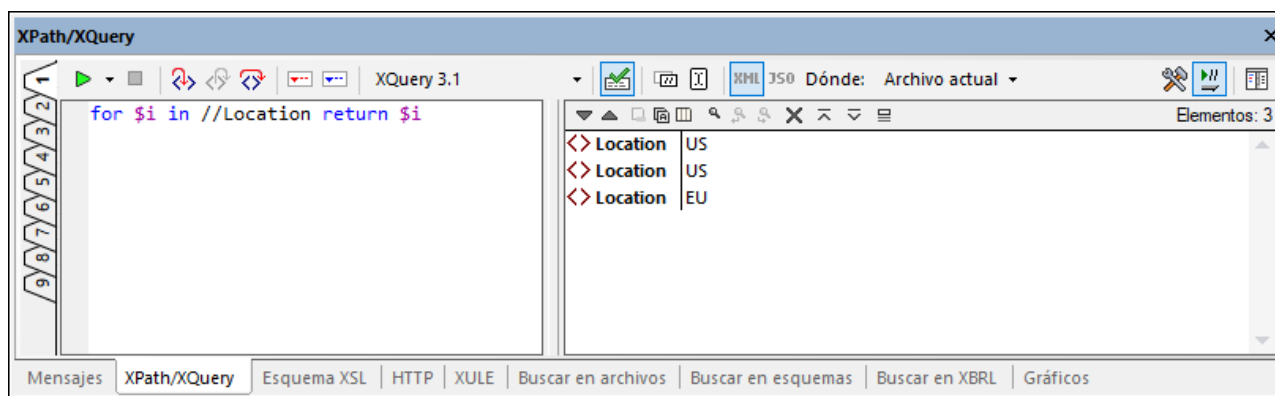 XPath/XQuery
XQuery 3.1 XML JSO Dónde: Archivo actual
for $i in //Location return $i
Elementos: 3
<> Location US
<> Location US
<> Location EU
1
2
3
4
5
6
7
8
9
Mensajes XPath/XQuery Esquema XSL HTTP XULE Buscar en archivos Buscar en esquemas Buscar en XBRL Gráficos